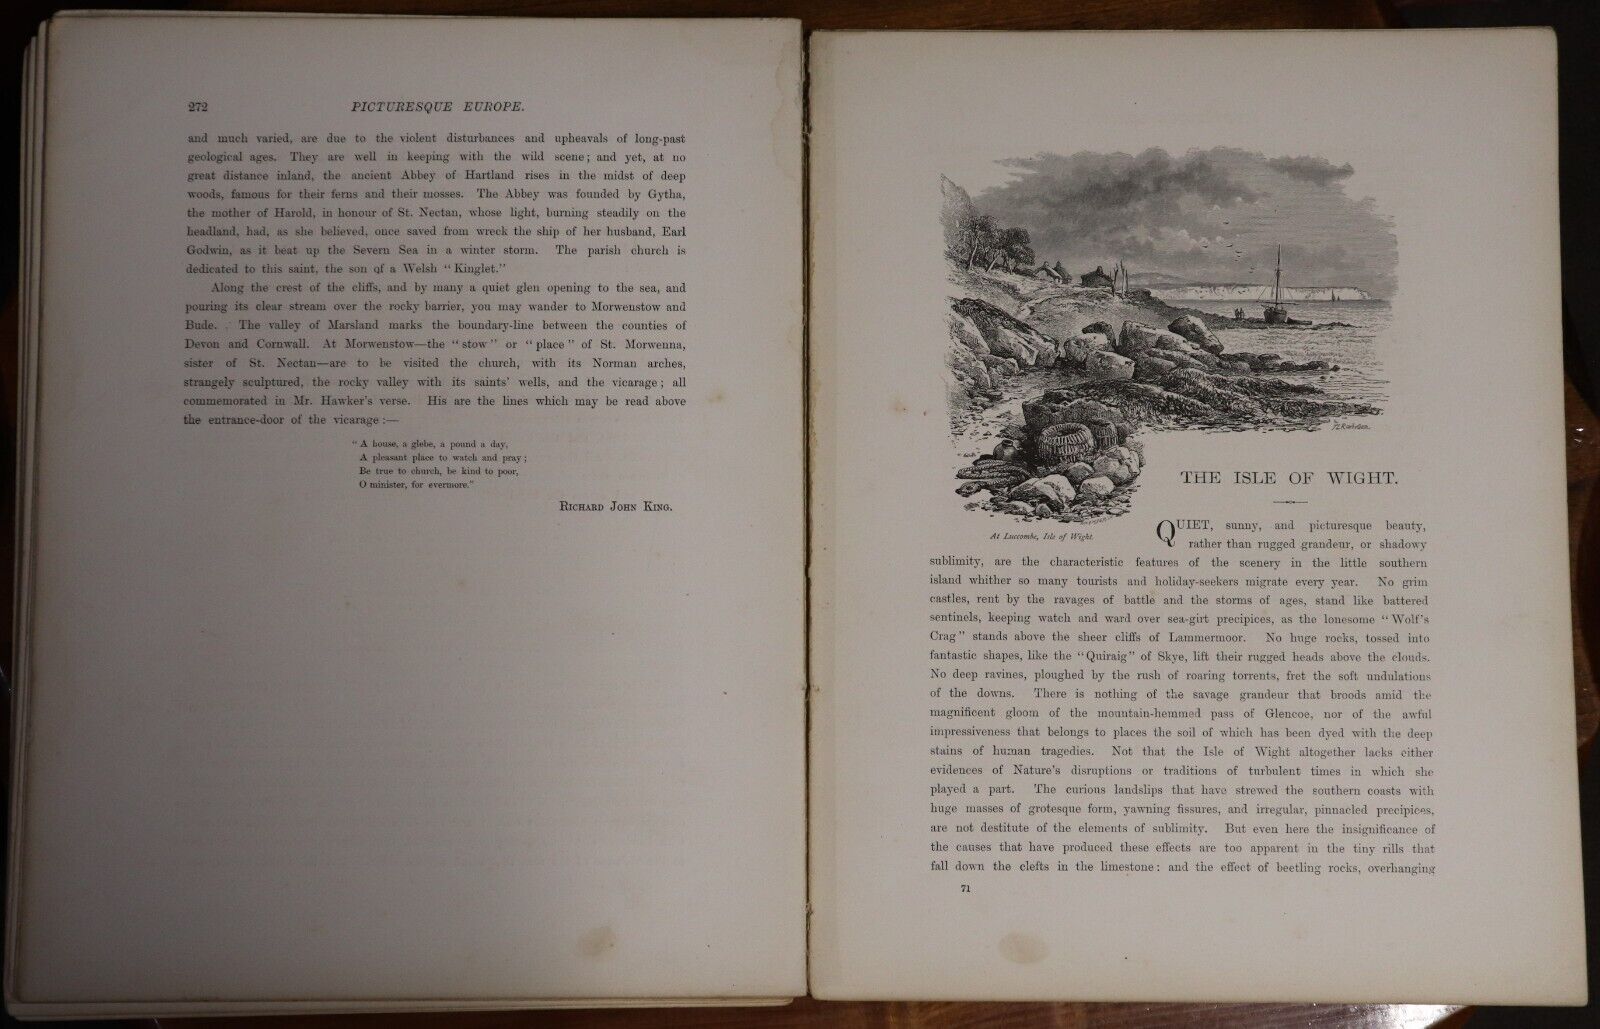 272 PICTURESQUE EUROPE.
and much varied, are due to the violent disturbances and upheavals of long-past
geological ages. They are well in keeping with the wild scene; and yet, at no
great distance inland, the ancient Abbey of Hartland rises in the midst of deep
woods, famous for their ferns and their mosses. The Abbey was founded by Gytha,
the mother of Harold, in honour of St. Nectan, whose light, burning steadily on the
headland, had, as she believed, once saved from wreck the ship of her husband, Earl
Godwin, as it beat up the Severn Sea in a winter storm. The parish church is
dedicated to this saint, the son of a Welsh "Kinglet."
Along the crest of the cliffs, and by many a quiet glen opening to the sea, and
pouring its clear stream over the rocky barrier, you may wander to Morwenstow and
Bude. The valley of Marsland marks the boundary-line between the counties of
Devon and Cornwall. At Morwenstow—the "stow" or "place" of St. Morwenna,
sister of St. Nectan—are to be visited the church, with its Norman arches,
strangely sculptured, the rocky valley with its saints' wells, and the vicarage; all
commemorated in Mr. Hawker's verse. His are the lines which may be read above
the entrance-door of the vicarage:—
"A house, a glebe, a pound a day,
A pleasant place to watch and pray;
Be true to church, be kind to poor,
O minister, for evermore."
RICHARD JOHN KING.
At Luccombe, Isle of Wight.
THE ISLE OF WIGHT.
QUIET, sunny, and picturesque beauty,
rather than rugged grandeur, or shadowy
sublimity, are the characteristic features of the scenery in the little southern
island whither so many tourists and holiday-seekers migrate every year. No grim
castles, rent by the ravages of battle and the storms of ages, stand like battered
sentinels, keeping watch and ward over sea-girt precipices, as the lonesome "Wolf's
Crag" stands above the sheer cliffs of Lammermoor. No huge rocks, tossed into
fantastic shapes, like the "Quiraig" of Skye, lift their rugged heads above the clouds.
No deep ravines, ploughed by the rush of roaring torrents, fret the soft undulations
of the downs. There is nothing of the savage grandeur that broods amid the
magnificent gloom of the mountain-hemmed pass of Glencoe, nor of the awful
impressiveness that belongs to places the soil of which has been dyed with the deep
stains of human tragedies. Not that the Isle of Wight altogether lacks either
evidences of Nature's disruptions or traditions of turbulent times in which she
played a part. The curious landslips that have strewed the southern coasts with
huge masses of grotesque form, yawning fissures, and irregular, pinnacled precipices,
are not destitute of the elements of sublimity. But even here the insignificance of
the causes that have produced these effects are too apparent in the tiny rills that
fall down the clefts in the limestone: and the effect of beetling rocks, overhanging
71